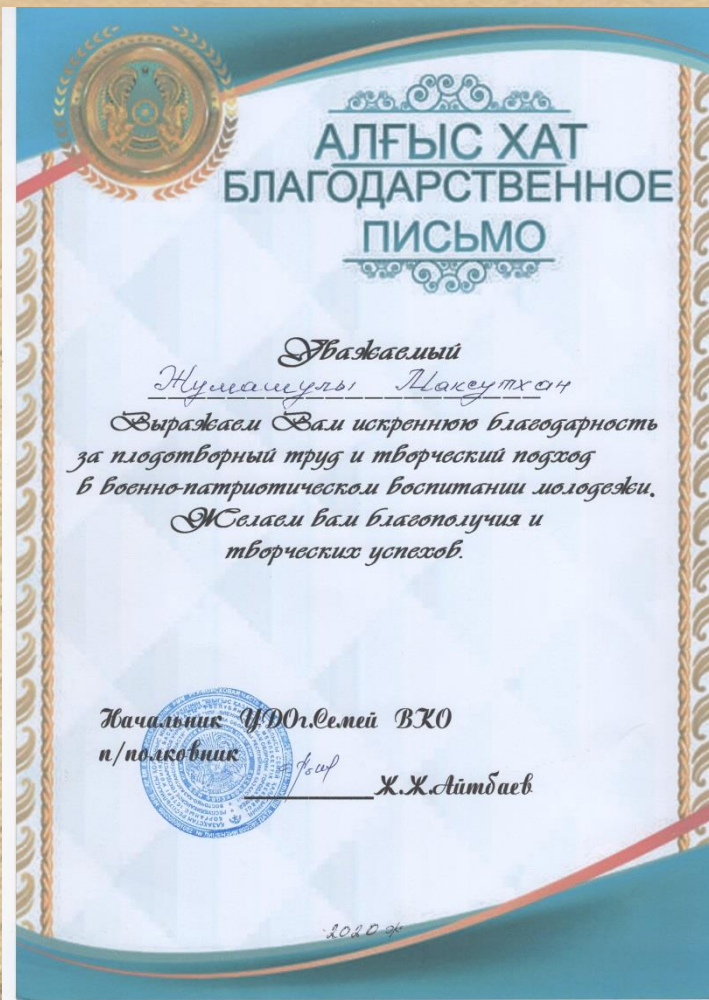 АЛҒЫС ХАТ
БЛАГОДАРСТВЕННОЕ
ПИСЬМО
Уважаемый
Жумашулы Максутхан
Выражаем Вам искреннюю благодарность
за плодотворный труд и творческий подход
в военно-патриотическом воспитании молодежи.
Желаем вам благополучия и
творческих успехов.
Начальник УДОг.Семей ВКО
п/полковник
Ж.Ж.Айтбаев
2020